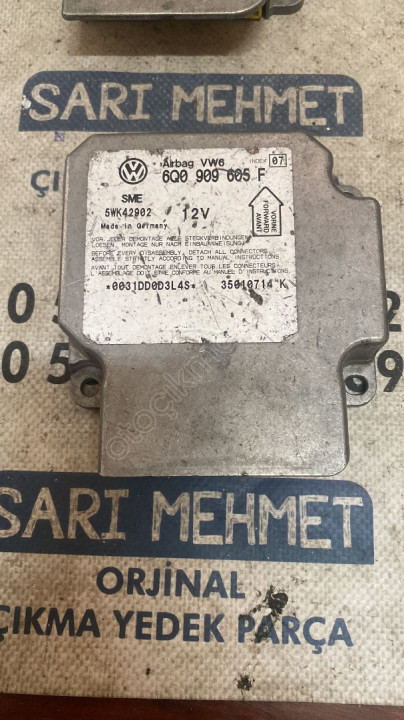 SARI MEHMET
Airbag VW6 INDEX 07
6Q0 909 605 F
SME
5WK42902 12V
Made in Germany
VORNE
FORWARD
AVANT
VOR JEDER DEMONTAGE ALLE STECKVERBINDUNGEN
LOESEN. MONTAGE NUR NACH EINBAUANWEISUNG!
BEFORE EVERY DISASSEMBLY, DETACH ALL CONNECTORS
ASSEMBLE STRICTLY ACCORDING TO MANUAL INSTRUCTIONS
AVANT TOUT DEMONTAGE ENLEVER TOUS LES CONNECTEURS
L'ASSEMBLAGE DOIT ETRE CONFORME AU MANUEL D'INSTRUCTIONS
*0031DD0D3L4S* 35010714 K
SARI MEHMET
ORJİNAL
ÇIKMA YEDEK PARÇA